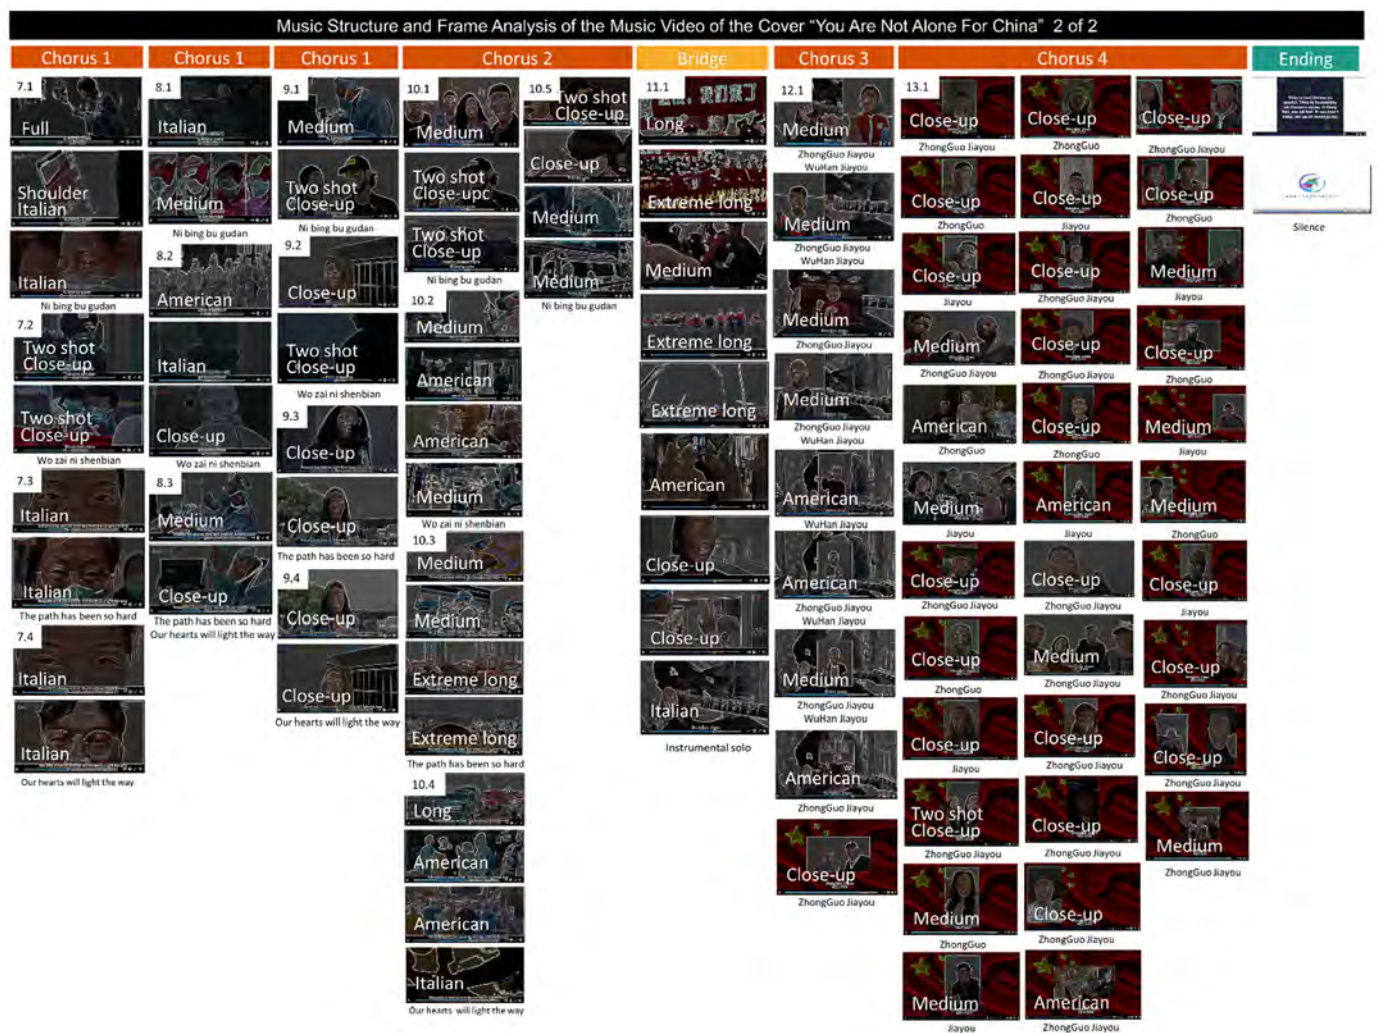 Music Structure and Frame Analysis of the Music Video of the Cover "You Are Not Alone For China" 2 of 2
Chorus 1
7.1
Full
Shoulder
Italian
Italian
Ni bing bu gudan
7.2
Two shot
Close-up
Two shot
Close-up
Wo zai ni shenbian
7.3
Italian
Italian
The path has been so hard
7.4
Italian
Italian
Our hearts will light the way
Chorus 1
8.1
Italian
Medium
Ni bing bu gudan
8.2
American
Italian
Close-up
Wo zai ni shenbian
8.3
Medium
Close-up
The path has been so hard
Our hearts will light the way
Chorus 1
9.1
Medium
Two shot
Close-up
Ni bing bu gudan
9.2
Close-up
Two shot
Close-up
Wo zai ni shenbian
9.3
Close-up
Close-up
The path has been so hard
9.4
Close-up
Close-up
Our hearts will light the way
Chorus 2
10.1
Medium
Two shot
Close-upc
Two shot
Close-up
Ni bing bu gudan
10.2
Medium
American
American
Medium
Wo zai ni shenbian
10.3
Medium
Medium
Extreme long
Extreme long
The path has been so hard
10.4
Long
American
American
Italian
Our hearts will light the way
10.5
Two shot
Close-up
Close-up
Medium
Medium
Ni bing bu gudan
Bridge
11.1
我们来了
Long
Extreme long
Medium
Extreme long
Extreme long
American
Close-up
Close-up
Italian
Instrumental solo
Chorus 3
12.1
Medium
ZhongGuo Jiayou
WuHan Jiayou
Medium
ZhongGuo Jiayou
WuHan Jiayou
Medium
ZhongGuo Jiayou
Medium
ZhongGuo Jiayou
WuHan Jiayou
American
WuHan Jiayou
American
ZhongGuo Jiayou
WuHan Jiayou
Medium
ZhongGuo Jiayou
WuHan Jiayou
American
ZhongGuo Jiayou
Close-up
ZhongGuo Jiayou
Chorus 4
13.1
Close-up
ZhongGuo Jiayou
Close-up
ZhongGuo
Close-up
Jiayou
Medium
ZhongGuo Jiayou
American
ZhongGuo
Medium
Jiayou
Close-up
ZhongGuo Jiayou
Close-up
ZhongGuo
Close-up
Jiayou
Two shot
Close-up
ZhongGuo Jiayou
Medium
ZhongGuo
Medium
Jiayou
Close-up
ZhongGuo
Close-up
Jiayou
Close-up
ZhongGuo Jiayou
Close-up
ZhongGuo Jiayou
Close-up
ZhongGuo Jiayou
American
Jiayou
Close-up
ZhongGuo Jiayou
Medium
ZhongGuo Jiayou
Close-up
ZhongGuo Jiayou
Close-up
ZhongGuo Jiayou
Close-up
ZhongGuo Jiayou
American
ZhongGuo Jiayou
Close-up
ZhongGuo Jiayou
Close-up
ZhongGuo
Medium
Jiayou
Close-up
ZhongGuo
Medium
Jiayou
Medium
ZhongGuo
Close-up
Jiayou
Close-up
ZhongGuo Jiayou
Close-up
ZhongGuo Jiayou
Medium
ZhongGuo Jiayou
Ending
Silence